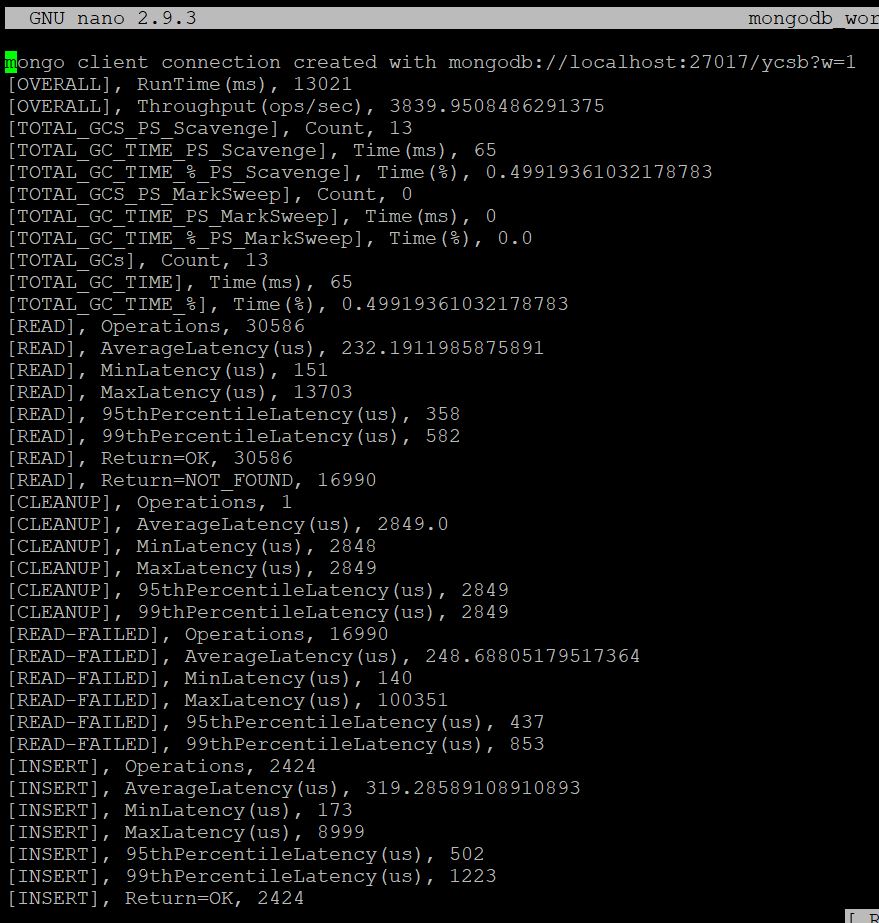 GNU nano 2.9.3 mongodb_wor
mongo client connection created with mongodb://localhost:27017/ycsb?w=1
[OVERALL], RunTime(ms), 13021
[OVERALL], Throughput(ops/sec), 3839.9508486291375
[TOTAL_GCS_PS_Scavenge], Count, 13
[TOTAL_GC_TIME_PS_Scavenge], Time(ms), 65
[TOTAL_GC_TIME_%_PS_Scavenge], Time(%), 0.49919361032178783
[TOTAL_GCS_PS_MarkSweep], Count, 0
[TOTAL_GC_TIME_PS_MarkSweep], Time(ms), 0
[TOTAL_GC_TIME_%_PS_MarkSweep], Time(%), 0.0
[TOTAL_GCs], Count, 13
[TOTAL_GC_TIME], Time(ms), 65
[TOTAL_GC_TIME_%], Time(%), 0.49919361032178783
[READ], Operations, 30586
[READ], AverageLatency(us), 232.1911985875891
[READ], MinLatency(us), 151
[READ], MaxLatency(us), 13703
[READ], 95thPercentileLatency(us), 358
[READ], 99thPercentileLatency(us), 582
[READ], Return=OK, 30586
[READ], Return=NOT_FOUND, 16990
[CLEANUP], Operations, 1
[CLEANUP], AverageLatency(us), 2849.0
[CLEANUP], MinLatency(us), 2848
[CLEANUP], MaxLatency(us), 2849
[CLEANUP], 95thPercentileLatency(us), 2849
[CLEANUP], 99thPercentileLatency(us), 2849
[READ-FAILED], Operations, 16990
[READ-FAILED], AverageLatency(us), 248.68805179517364
[READ-FAILED], MinLatency(us), 140
[READ-FAILED], MaxLatency(us), 100351
[READ-FAILED], 95thPercentileLatency(us), 437
[READ-FAILED], 99thPercentileLatency(us), 853
[INSERT], Operations, 2424
[INSERT], AverageLatency(us), 319.28589108910893
[INSERT], MinLatency(us), 173
[INSERT], MaxLatency(us), 8999
[INSERT], 95thPercentileLatency(us), 502
[INSERT], 99thPercentileLatency(us), 1223
[INSERT], Return=OK, 2424